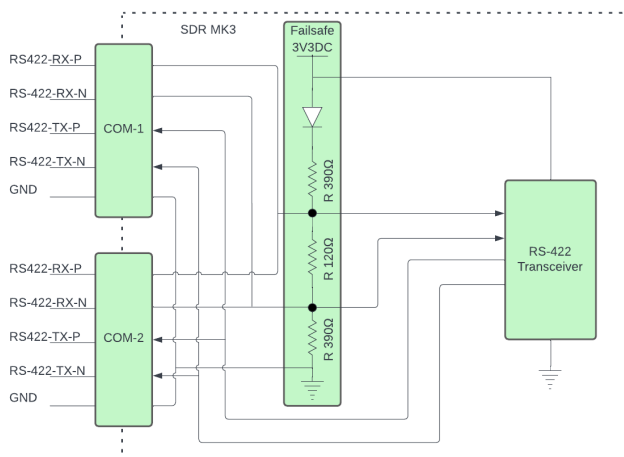 SDR MK3
Failsafe
3V3DC
RS422-RX-P
RS-422-RX-N
RS422-TX-P
RS-422-TX-N
GND
COM-1
R 390Ω
R 120Ω
R 390Ω
RS-422
Transceiver
RS422-RX-P
RS-422-RX-N
RS422-TX-P
RS-422-TX-N
GND
COM-2